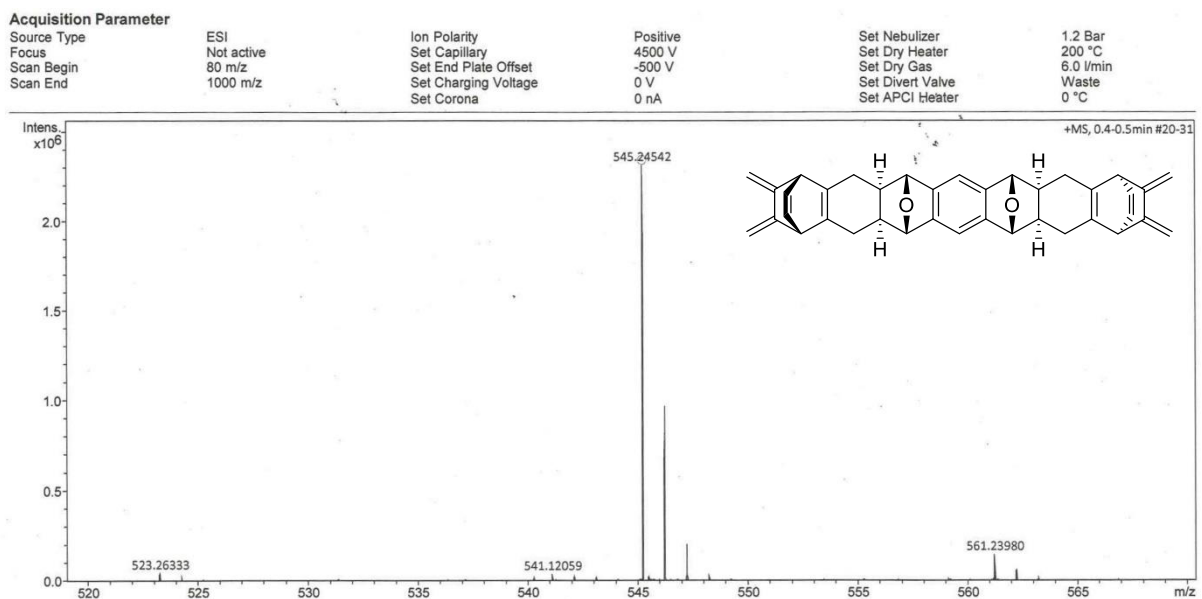 Acquisition Parameter
Source Type ESI Ion Polarity Positive Set Nebulizer 1.2 Bar
Focus Not active Set Capillary 4500 V Set Dry Heater 200 °C
Scan Begin 80 m/z Set End Plate Offset -500 V Set Dry Gas 6.0 l/min
Scan End 1000 m/z Set Charging Voltage 0 V Set Divert Valve Waste
Set Corona 0 nA Set APCI Heater 0 °C
Intens.
x10⁶
+MS, 0.4-0.5min #20-31
545.24542
H H
O O
H H
2.0
1.5
1.0
0.5
561.23980
523.26333 541.12059
0.0
520 525 530 535 540 545 550 555 560 565 m/z